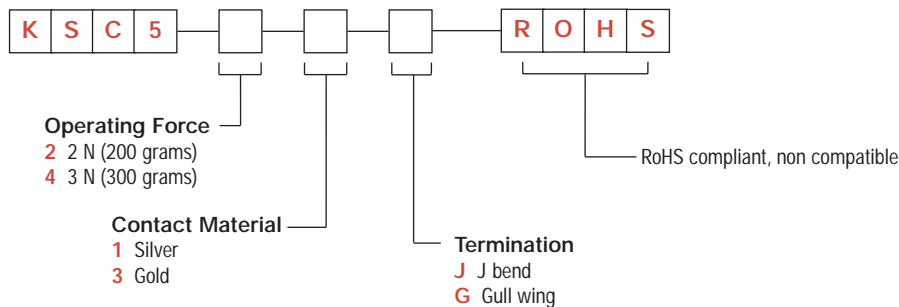 K S C 5 R O H S
Operating Force
2 2 N (200 grams)
4 3 N (300 grams)
RoHS compliant, non compatible
Contact Material
1 Silver
3 Gold
Termination
J J bend
G Gull wing